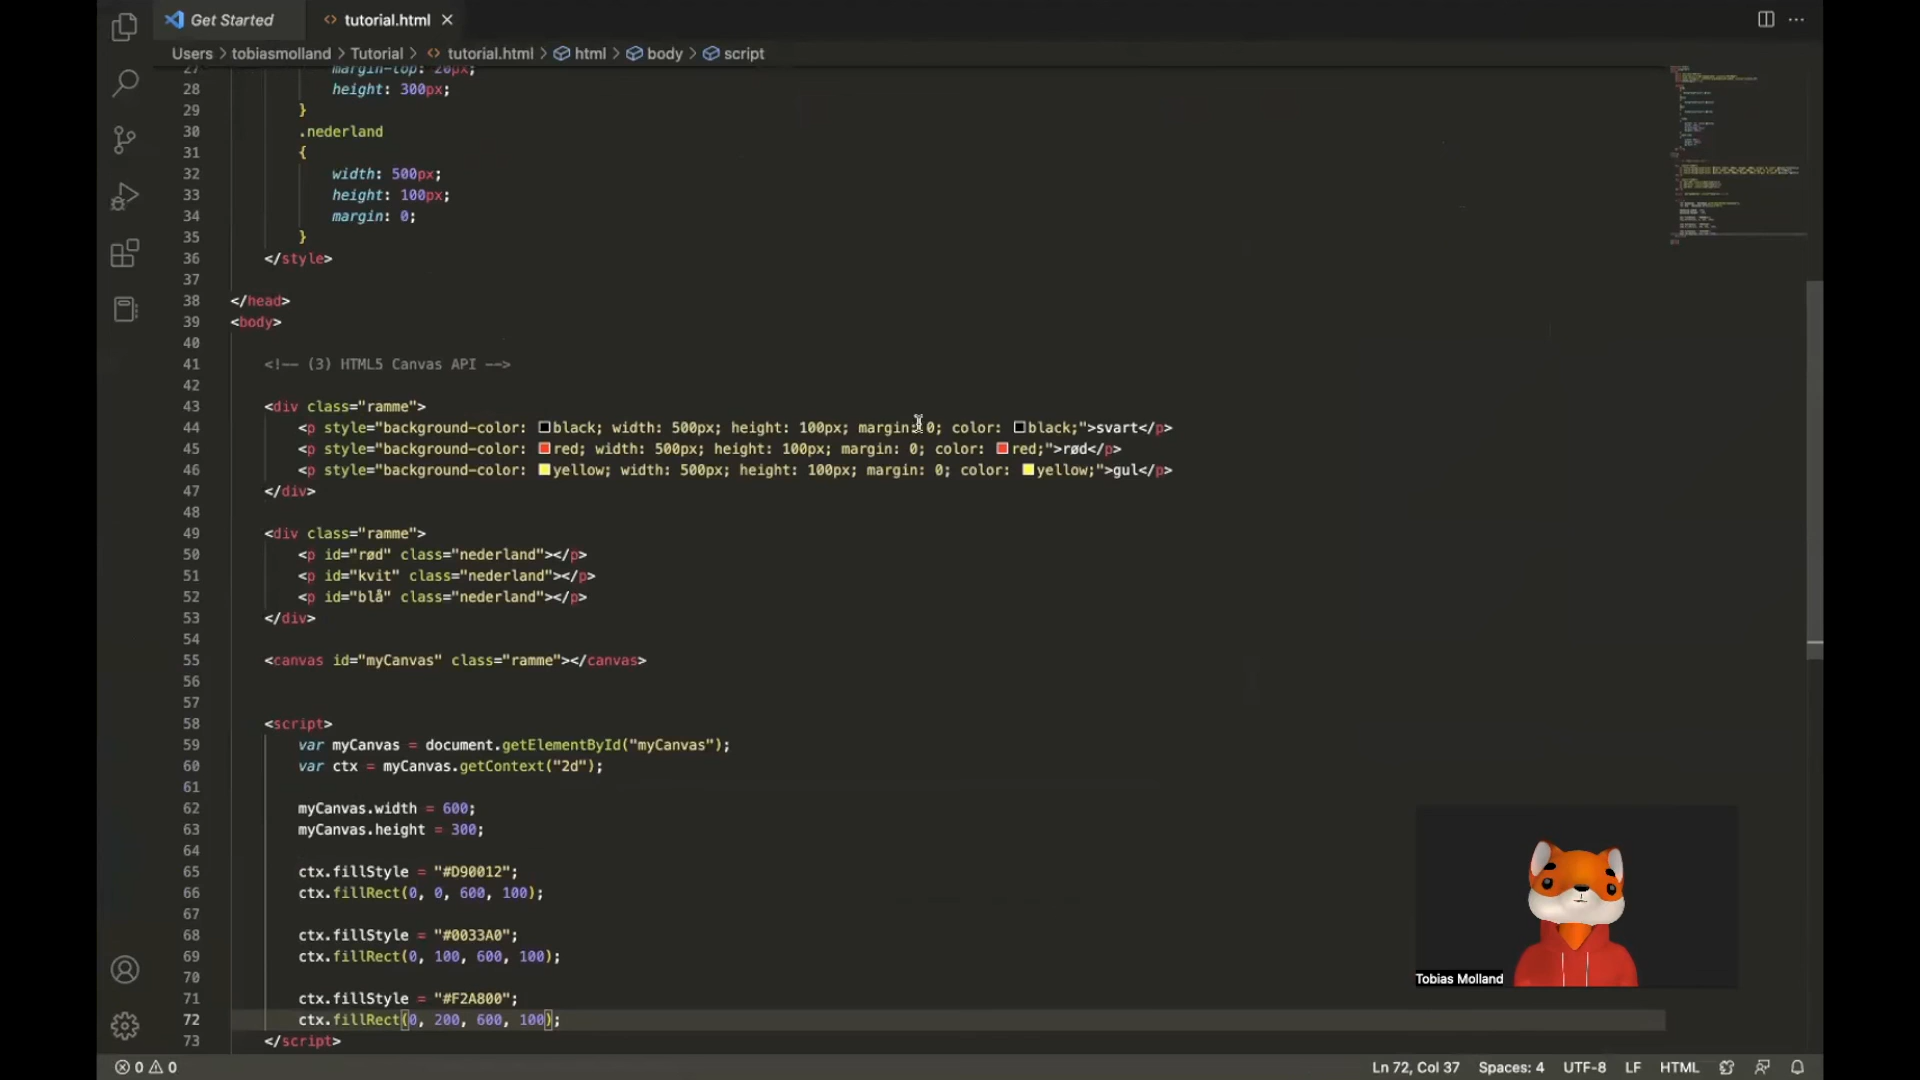 Get Started
tutorial.html
Users > tobiasmolland > Tutorial > tutorial.html > html > body > script
27 margin-top: 20px;
28 height: 300px;
29 }
30 .nederland
31 {
32 width: 500px;
33 height: 100px;
34 margin: 0;
35 }
36 </style>
37
38 </head>
39 <body>
40
41 <!-- (3) HTML5 Canvas API -->
42
43 <div class="ramme">
44 <p style="background-color: black; width: 500px; height: 100px; margin: 0; color: black;">svart</p>
45 <p style="background-color: red; width: 500px; height: 100px; margin: 0; color: red;">rød</p>
46 <p style="background-color: yellow; width: 500px; height: 100px; margin: 0; color: yellow;">gul</p>
47 </div>
48
49 <div class="ramme">
50 <p id="rød" class="nederland"></p>
51 <p id="kvit" class="nederland"></p>
52 <p id="blå" class="nederland"></p>
53 </div>
54
55 <canvas id="myCanvas" class="ramme"></canvas>
56
57
58 <script>
59 var myCanvas = document.getElementById("myCanvas");
60 var ctx = myCanvas.getContext("2d");
61
62 myCanvas.width = 600;
63 myCanvas.height = 300;
64
65 ctx.fillStyle = "#D90012";
66 ctx.fillRect(0, 0, 600, 100);
67
68 ctx.fillStyle = "#0033A0";
69 ctx.fillRect(0, 100, 600, 100);
70
71 ctx.fillStyle = "#F2A800";
72 ctx.fillRect(0, 200, 600, 100);
73 </script>
Tobias Molland
0 0
Ln 72, Col 37 Spaces: 4 UTF-8 LF HTML